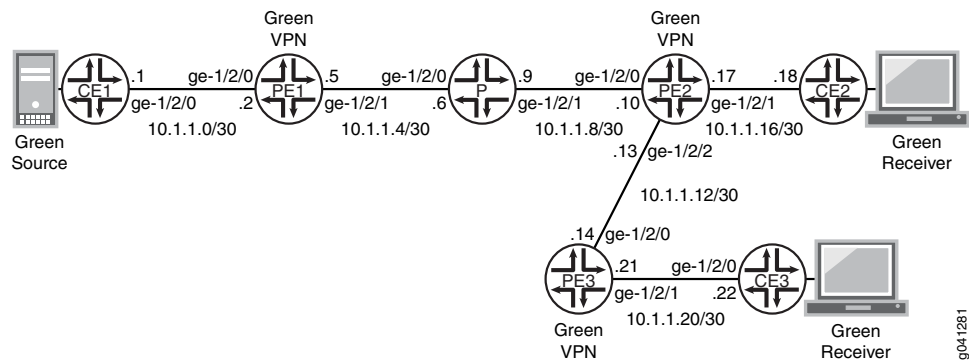 Green
VPN
Green
VPN
.1
ge-1/2/0
.5
ge-1/2/0
.9
ge-1/2/0
.17
.18
CE1
PE1
P
PE2
CE2
ge-1/2/0
.2
ge-1/2/1
.6
ge-1/2/1
.10
ge-1/2/1
10.1.1.0/30
10.1.1.4/30
10.1.1.8/30
10.1.1.16/30
Green
Source
Green
Receiver
.13
ge-1/2/2
10.1.1.12/30
.14
ge-1/2/0
.21
ge-1/2/0
PE3
CE3
ge-1/2/1
.22
10.1.1.20/30
Green
VPN
Green
Receiver
g041281